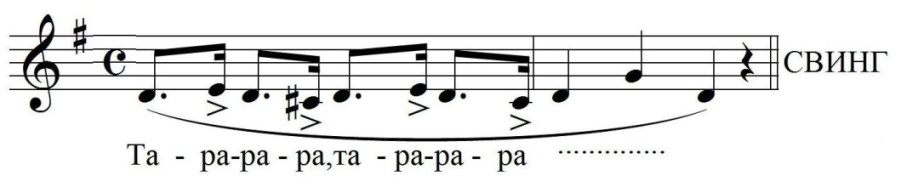 СВИНГ
Та - ра-ра - ра,та - ра-ра - ра ..............